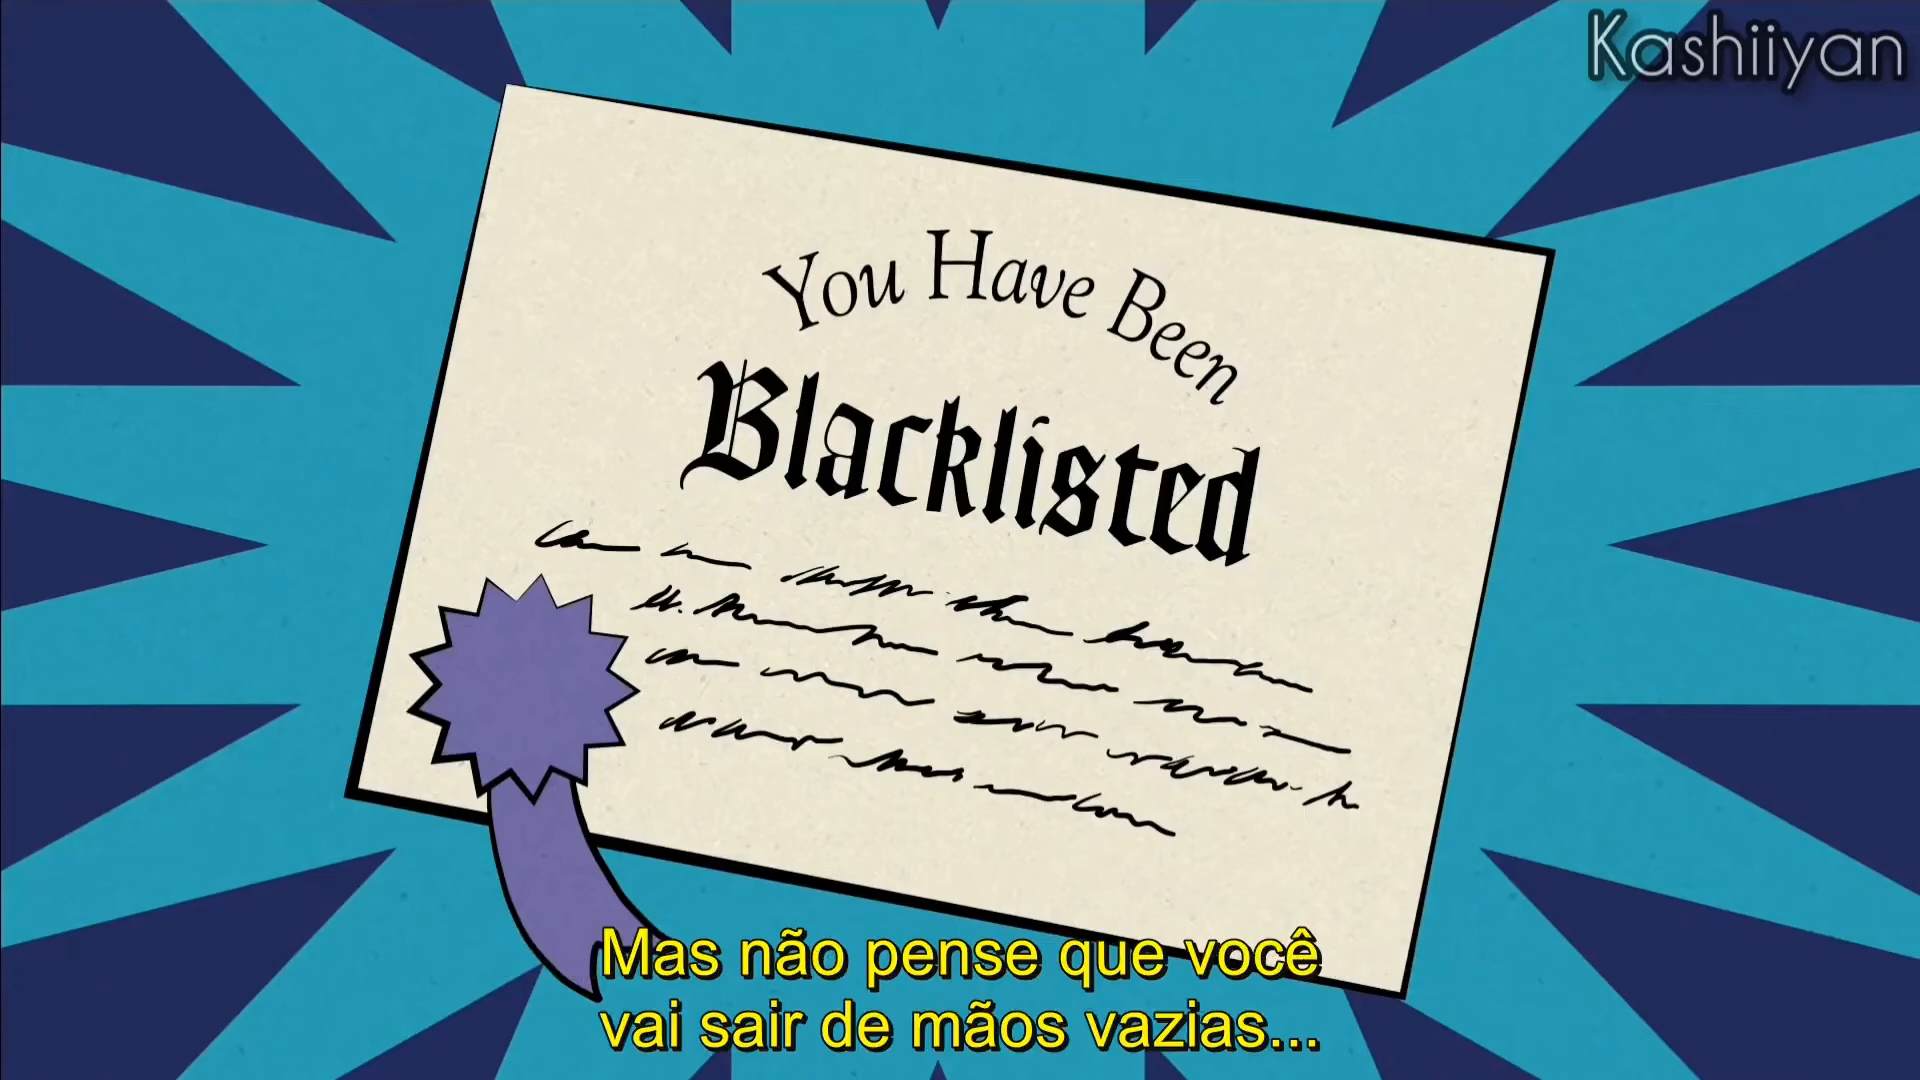 Kashiiyan
You Have Been
Blacklisted
Mas não pense que você
vai sair de mãos vazias...